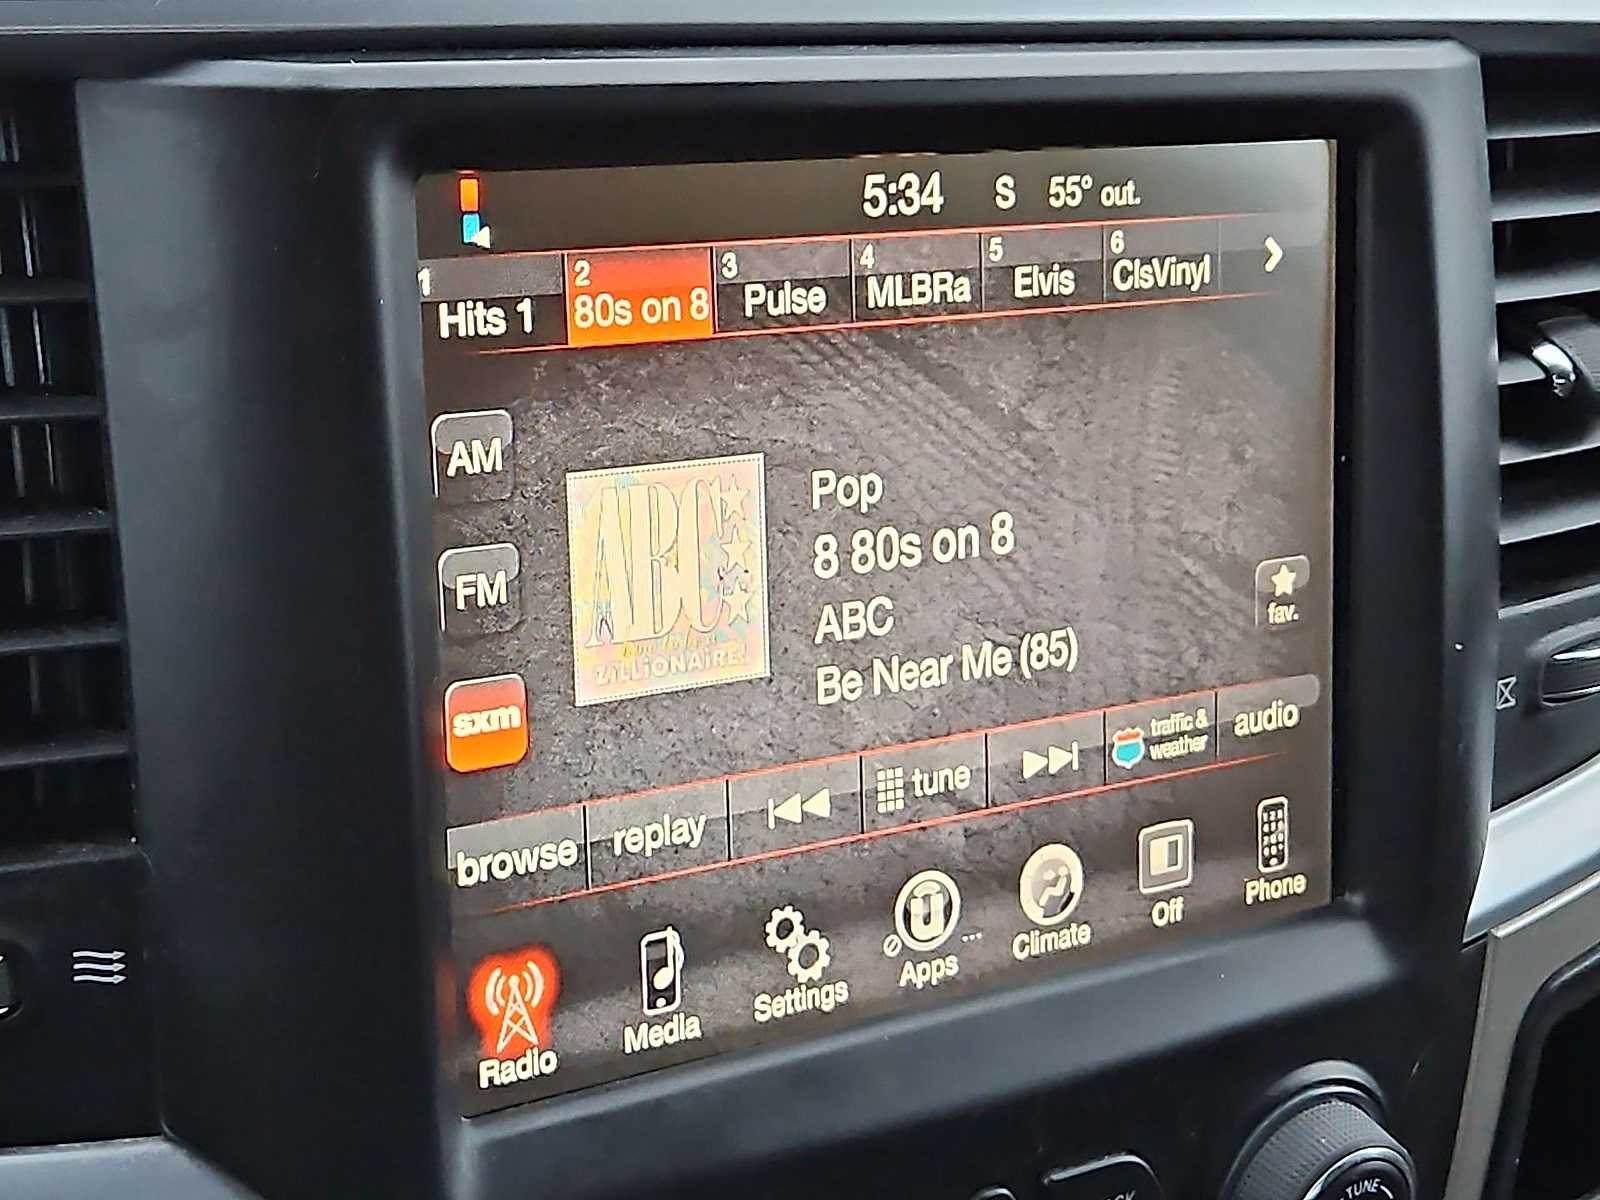 5:34 S 55° out.
1 2 3 4 5 6
Hits 1 80s on 8 Pulse MLBRa Elvis ClsVinyl
AM
FM
sxm
ABC
ZILLIONAIRE!
Pop
8 80s on 8
ABC
Be Near Me (85)
fav.
browse replay tune traffic & weather audio
Radio Media Settings Apps ... Climate Off Phone
TUNE